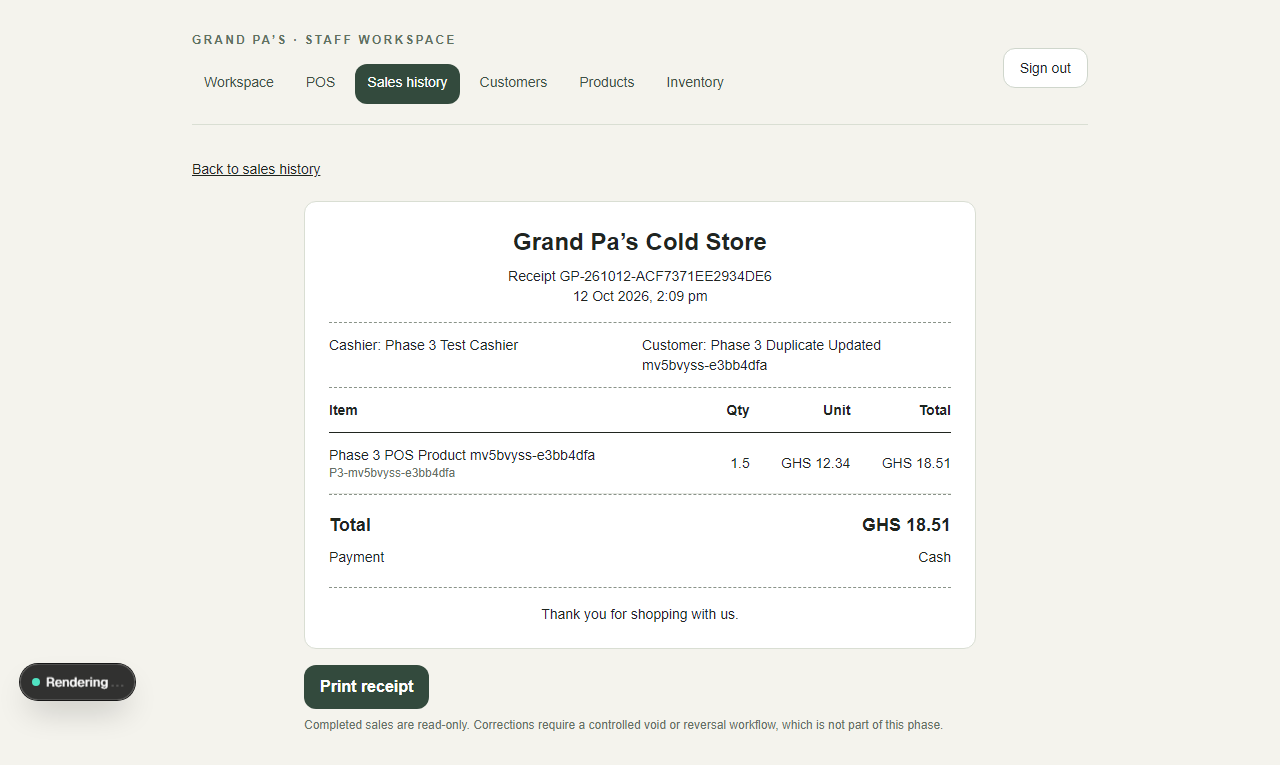 GRAND PA’S · STAFF WORKSPACE
Workspace POS Sales history Customers Products Inventory
Sign out
Back to sales history
Grand Pa’s Cold Store
Receipt GP-261012-ACF7371EE2934DE6
12 Oct 2026, 2:09 pm
Cashier: Phase 3 Test Cashier
Customer: Phase 3 Duplicate Updated
mv5bvyss-e3bb4dfa
Item Qty Unit Total
Phase 3 POS Product mv5bvyss-e3bb4dfa
P3-mv5bvyss-e3bb4dfa
1.5 GHS 12.34 GHS 18.51
Total GHS 18.51
Payment Cash
Thank you for shopping with us.
Rendering ...
Print receipt
Completed sales are read-only. Corrections require a controlled void or reversal workflow, which is not part of this phase.